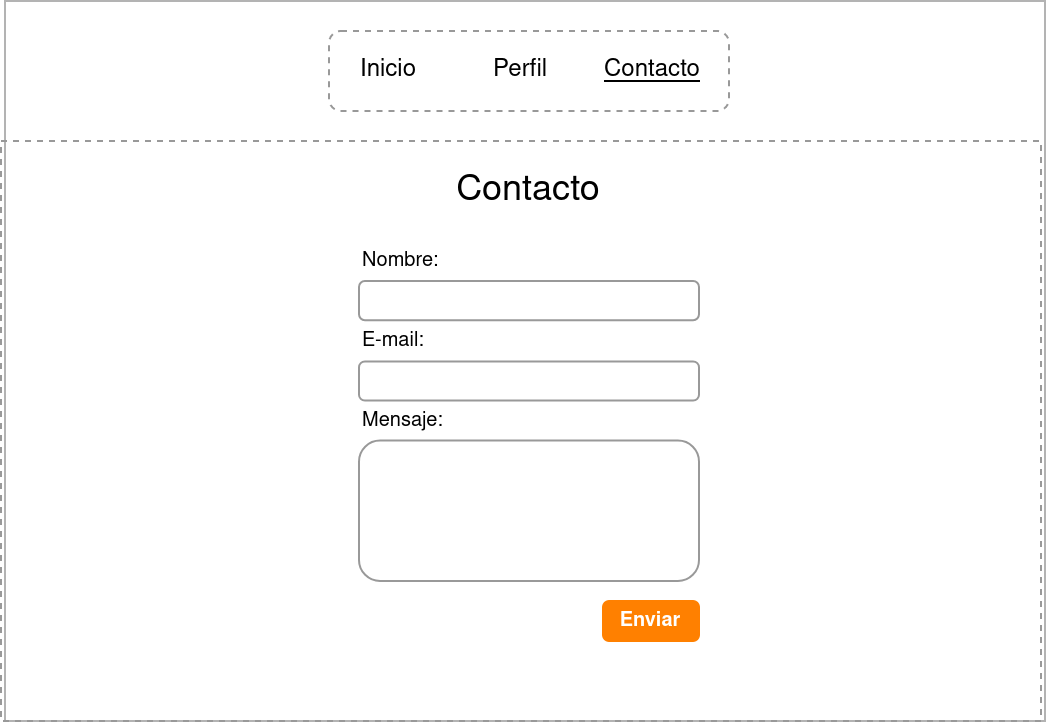 Inicio Perfil Contacto
Contacto
Nombre:
E-mail:
Mensaje:
Enviar